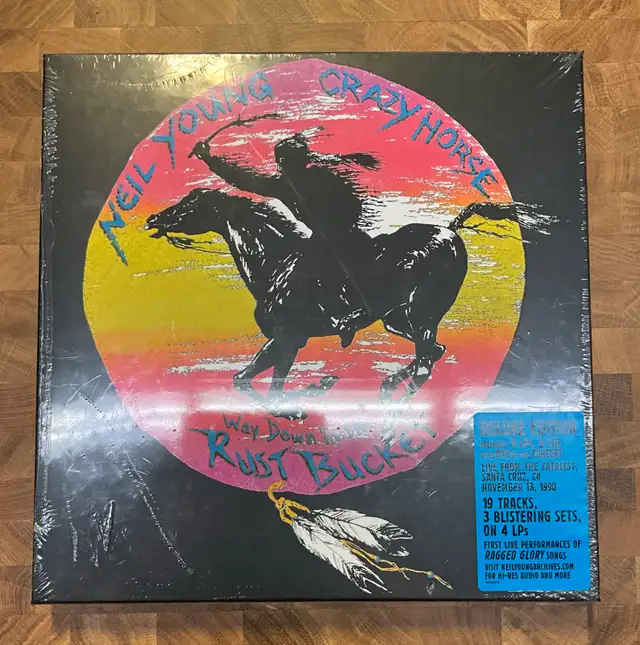 NEIL YOUNG CRAZY HORSE
Way Down in the
RUST BUCKET
DELUXE EDITION
LIVE FROM THE CATALYST,
SANTA CRUZ, CA
NOVEMBER 13, 1990
19 TRACKS,
3 BLISTERING SETS,
ON 4 LPs
FIRST LIVE PERFORMANCES OF
RAGGED GLORY SONGS
VISIT NEILYOUNGARCHIVES.COM
FOR HI-RES AUDIO AND MORE